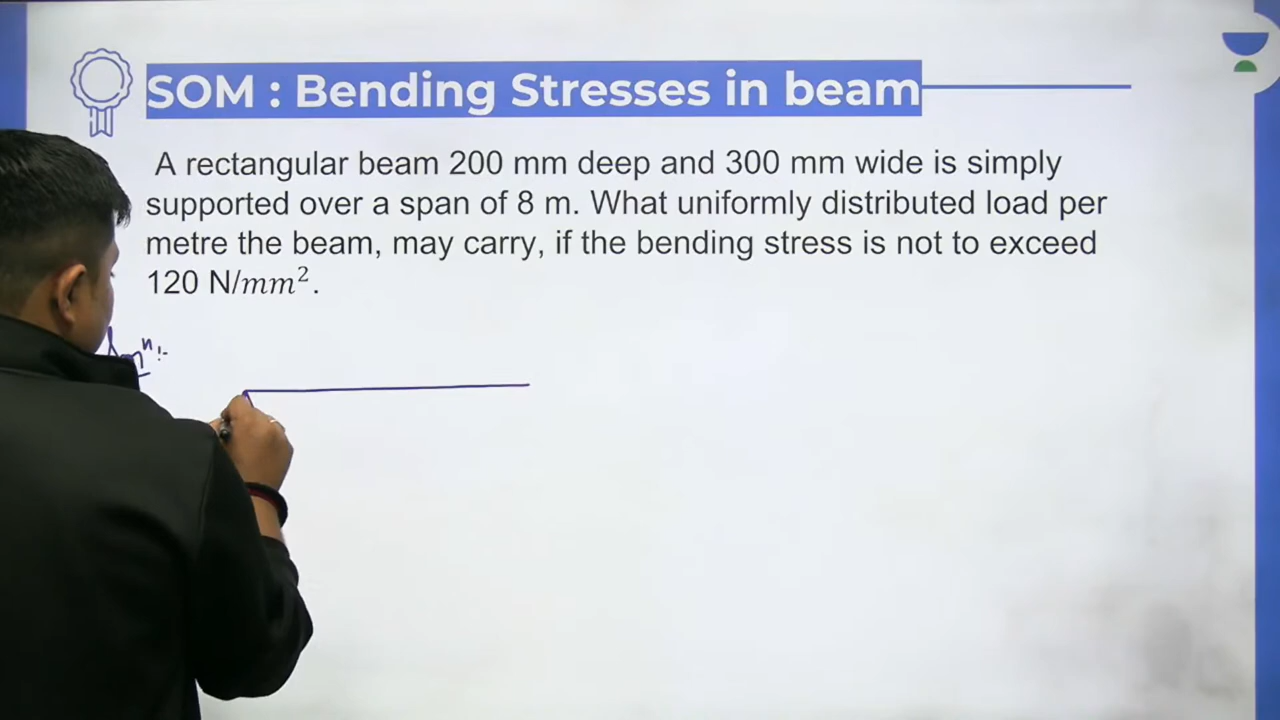 SOM : Bending Stresses in beam
A rectangular beam 200 mm deep and 300 mm wide is simply
supported over a span of 8 m. What uniformly distributed load per
metre the beam, may carry, if the bending stress is not to exceed
120 N/mm².